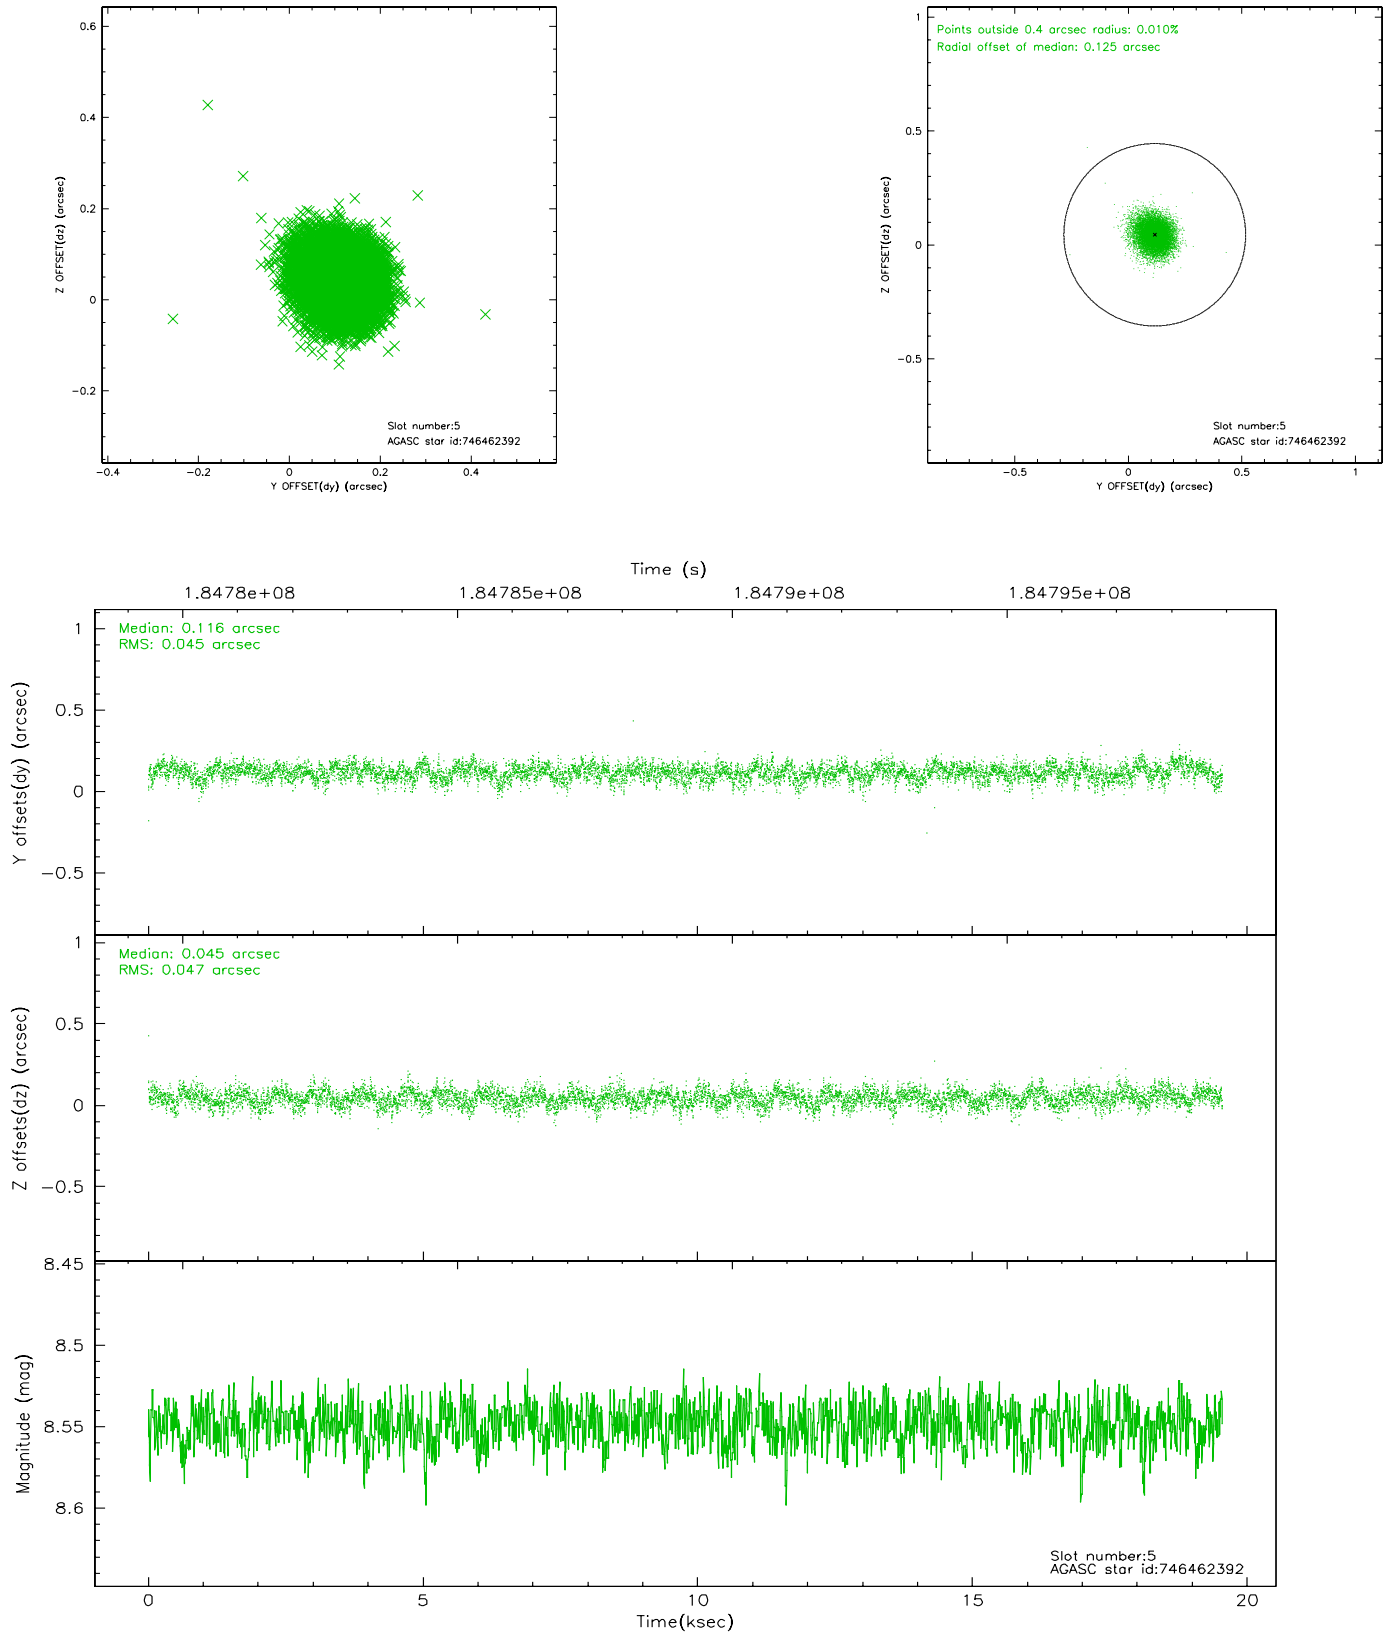 0.6
0.4
0.2
0
−0.2
Z OFFSET(dz) (arcsec)
Slot number:5
AGASC star id:746462392
−0.4 −0.2 0 0.2 0.4
Y OFFSET(dy) (arcsec)
Points outside 0.4 arcsec radius: 0.010%
Radial offset of median: 0.125 arcsec
1
0.5
0
−0.5
Z OFFSET(dz) (arcsec)
Slot number:5
AGASC star id:746462392
−0.5 0 0.5 1
Y OFFSET(dy) (arcsec)
Time (s)
1.8478e+08 1.84785e+08 1.8479e+08 1.84795e+08
Median: 0.116 arcsec
RMS: 0.045 arcsec
1
0.5
0
−0.5
Y offsets(dy) (arcsec)
Median: 0.045 arcsec
RMS: 0.047 arcsec
1
0.5
0
−0.5
Z offsets(dz) (arcsec)
8.45
8.5
8.55
8.6
Magnitude (mag)
Slot number:5
AGASC star id:746462392
0 5 10 15 20
Time(ksec)